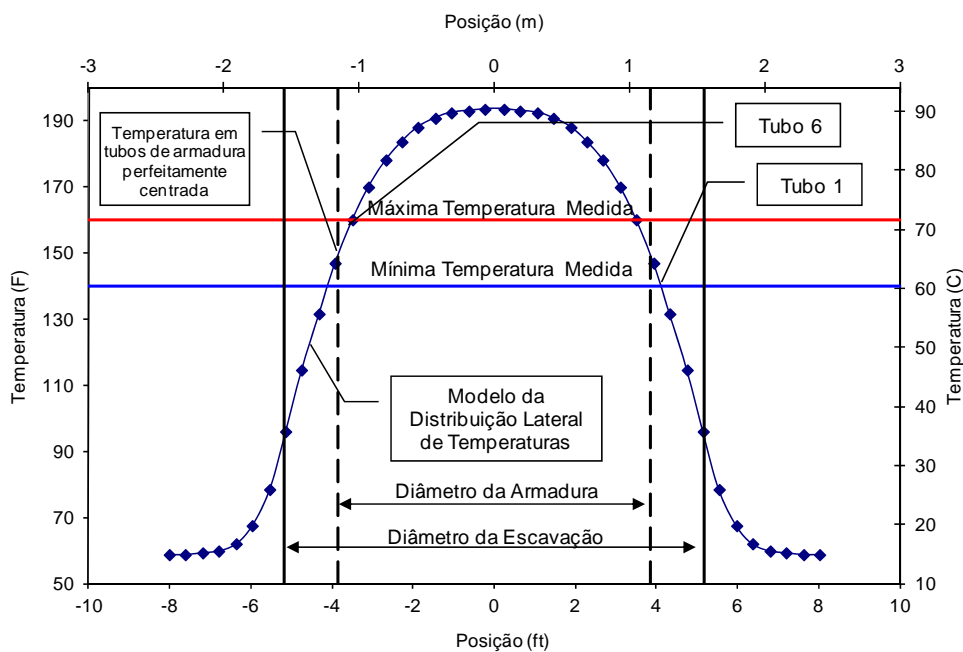 Posição (m)
-3 -2 -1 0 1 2 3
190
170
150
130
110
90
70
50
Temperatura (F)
90
80
70
60
50
40
30
20
10
Temperatura (C)
Temperatura em
tubos de armadura
perfeitamente
centrada
Tubo 6
Tubo 1
Máxima Temperatura Medida
Mínima Temperatura Medida
Modelo da
Distribuição Lateral
de Temperaturas
Diâmetro da Armadura
Diâmetro da Escavação
-10 -8 -6 -4 -2 0 2 4 6 8 10
Posição (ft)